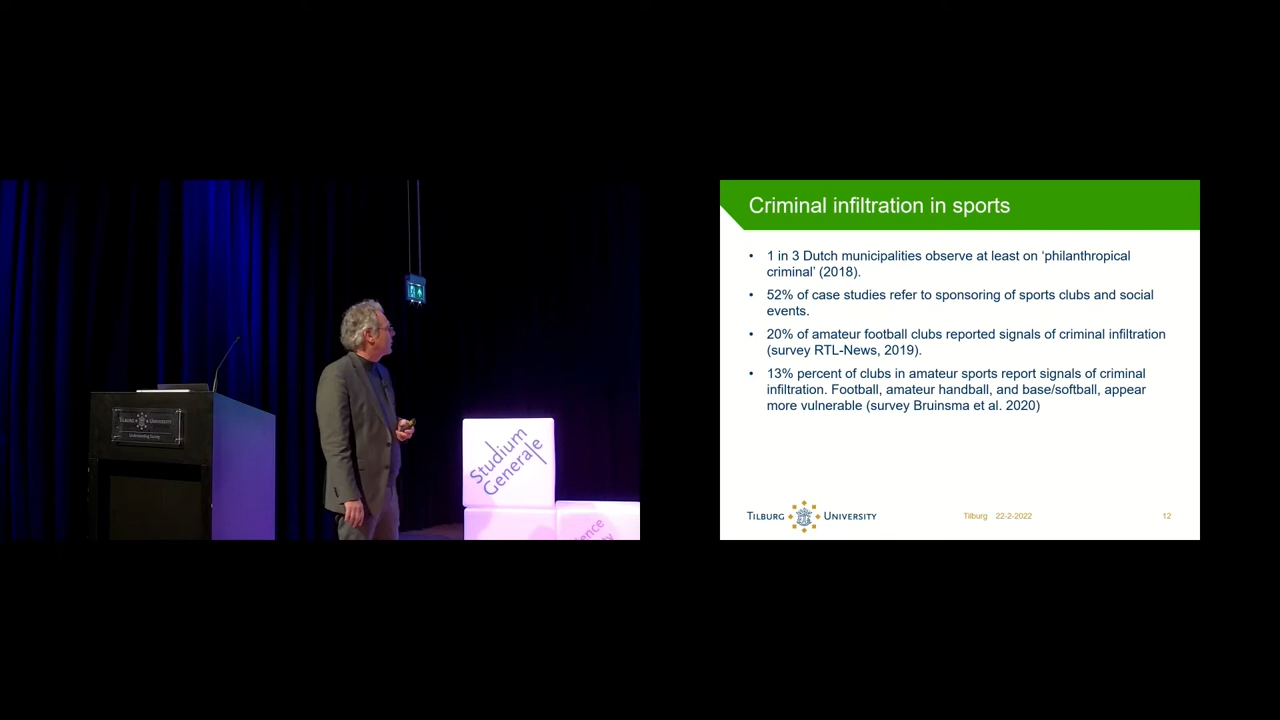 TILBURG UNIVERSITY
Understanding Society
Studium
Generale
Criminal infiltration in sports
• 1 in 3 Dutch municipalities observe at least on ‘philanthropical
criminal’ (2018).
• 52% of case studies refer to sponsoring of sports clubs and social
events.
• 20% of amateur football clubs reported signals of criminal infiltration
(survey RTL-News, 2019).
• 13% percent of clubs in amateur sports report signals of criminal
infiltration. Football, amateur handball, and base/softball, appear
more vulnerable (survey Bruinsma et al. 2020)
TILBURG UNIVERSITY
Tilburg 22-2-2022
12